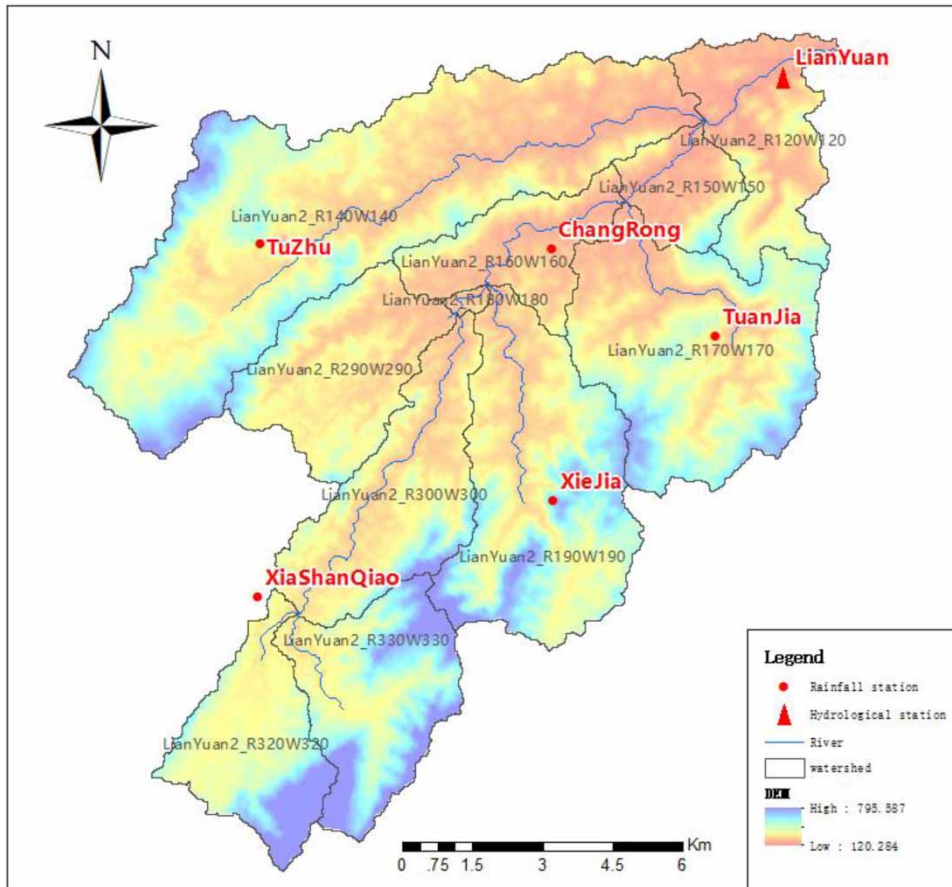 N
LianYuan
LianYuan2_R120W120
LianYuan2_R150W150
LianYuan2_R140W140
ChangRong
TuZhu
LianYuan2_R160W160
LianYuan2_R180W180
TuanJia
LianYuan2_R170W170
LianYuan2_R290W290
LianYuan2_R300W300
XieJia
LianYuan2_R190W190
XiaShanQiao
LianYuan2_R330W330
LianYuan2_R320W320
Legend
Rainfall station
Hydrological station
River
watershed
DEM
High : 795.587
Low : 120.284
Km
0 .75 1.5 3 4.5 6